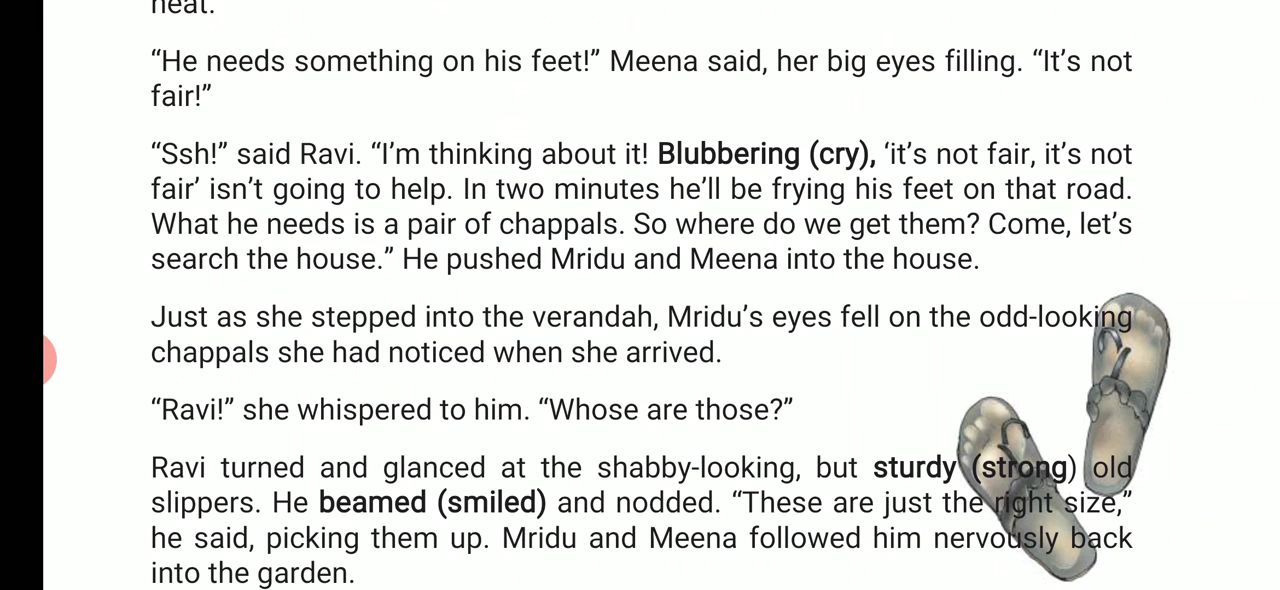 heat.
“He needs something on his feet!” Meena said, her big eyes filling. “It’s not
fair!”
“Ssh!” said Ravi. “I’m thinking about it! Blubbering (cry), ‘it’s not fair, it’s not
fair’ isn’t going to help. In two minutes he’ll be frying his feet on that road.
What he needs is a pair of chappals. So where do we get them? Come, let’s
search the house.” He pushed Mridu and Meena into the house.
Just as she stepped into the verandah, Mridu’s eyes fell on the odd-looking
chappals she had noticed when she arrived.
“Ravi!” she whispered to him. “Whose are those?”
Ravi turned and glanced at the shabby-looking, but sturdy (strong) old
slippers. He beamed (smiled) and nodded. “These are just the right size,”
he said, picking them up. Mridu and Meena followed him nervously back
into the garden.